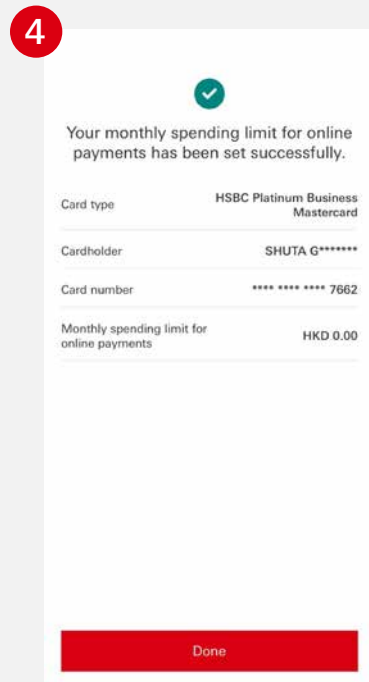 4
Your monthly spending limit for online
payments has been set successfully.
Card type
HSBC Platinum Business
Mastercard
Cardholder
SHUTA G*******
Card number
**** **** **** 7662
Monthly spending limit for
online payments
HKD 0.00
Done